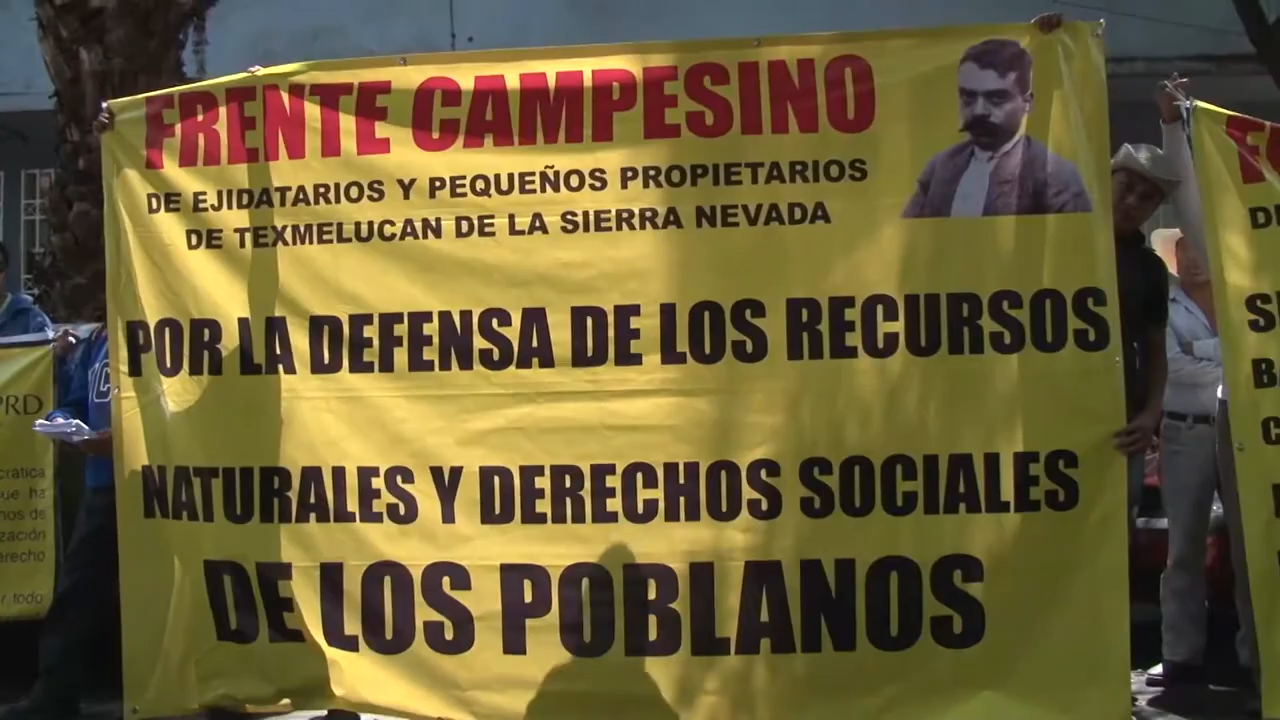 FRENTE CAMPESINO
DE EJIDATARIOS Y PEQUEÑOS PROPIETARIOS
DE TEXMELUCAN DE LA SIERRA NEVADA
POR LA DEFENSA DE LOS RECURSOS
NATURALES Y DERECHOS SOCIALES
DE LOS POBLANOS
PRD